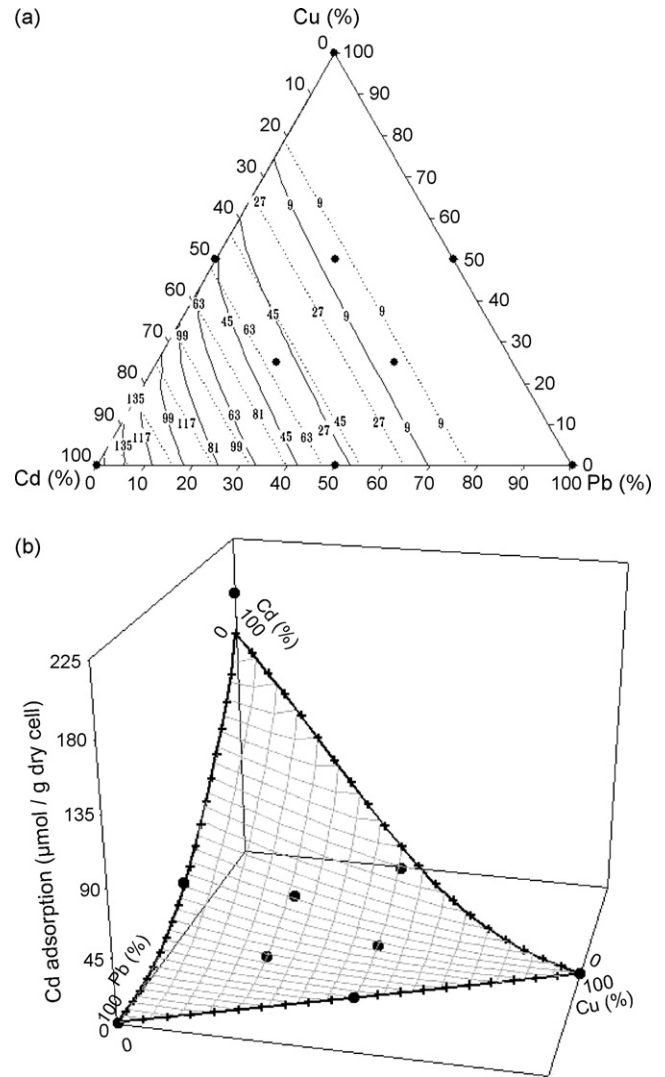 (a)
Cu (%)
0 100
10 90
20 80
30 70
27 9 9
40 60
50 50
60 40
63 45 63 45 27 9 9
70 30
99
80 20
135 99 117 63 81 45 63 27 45 27 9 9
90 10
135 117 81 99
100 0
Cd (%) 0 10 20 30 40 50 60 70 80 90 100 Pb (%)
(b)
Cd (%)
0 100
225
180
135
90
45
0
Cd adsorption (µmol / g dry cell)
100 Pb (%)
0
0
100
Cu (%)